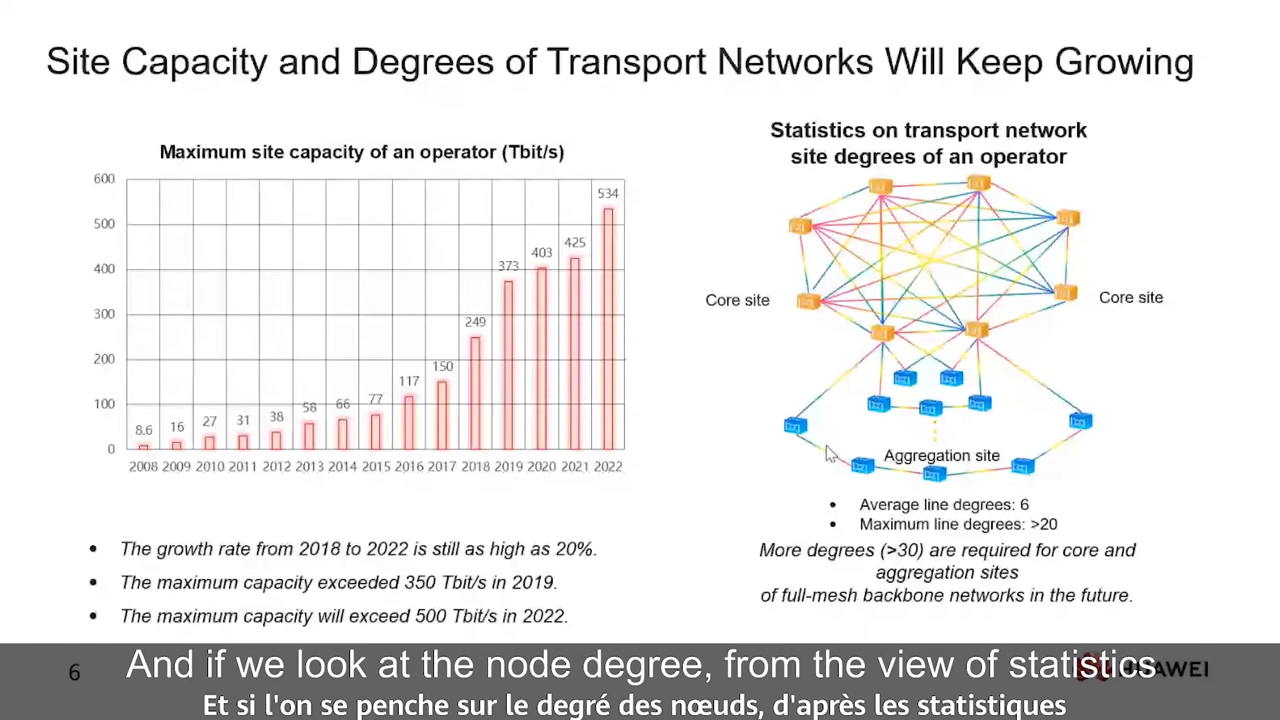 Site Capacity and Degrees of Transport Networks Will Keep Growing
Maximum site capacity of an operator (Tbit/s)
600
500
400
300
200
100
0
8.6
16
27
31
38
58
66
77
117
150
249
373
403
425
534
2008 2009 2010 2011 2012 2013 2014 2015 2016 2017 2018 2019 2020 2021 2022
• The growth rate from 2018 to 2022 is still as high as 20%.
• The maximum capacity exceeded 350 Tbit/s in 2019.
• The maximum capacity will exceed 500 Tbit/s in 2022.
Statistics on transport network
site degrees of an operator
Core site
Core site
Aggregation site
• Average line degrees: 6
• Maximum line degrees: >20
More degrees (>30) are required for core and
aggregation sites
of full-mesh backbone networks in the future.
6
HUAWEI
And if we look at the node degree, from the view of statistics
Et si l'on se penche sur le degré des nœuds, d'après les statistiques